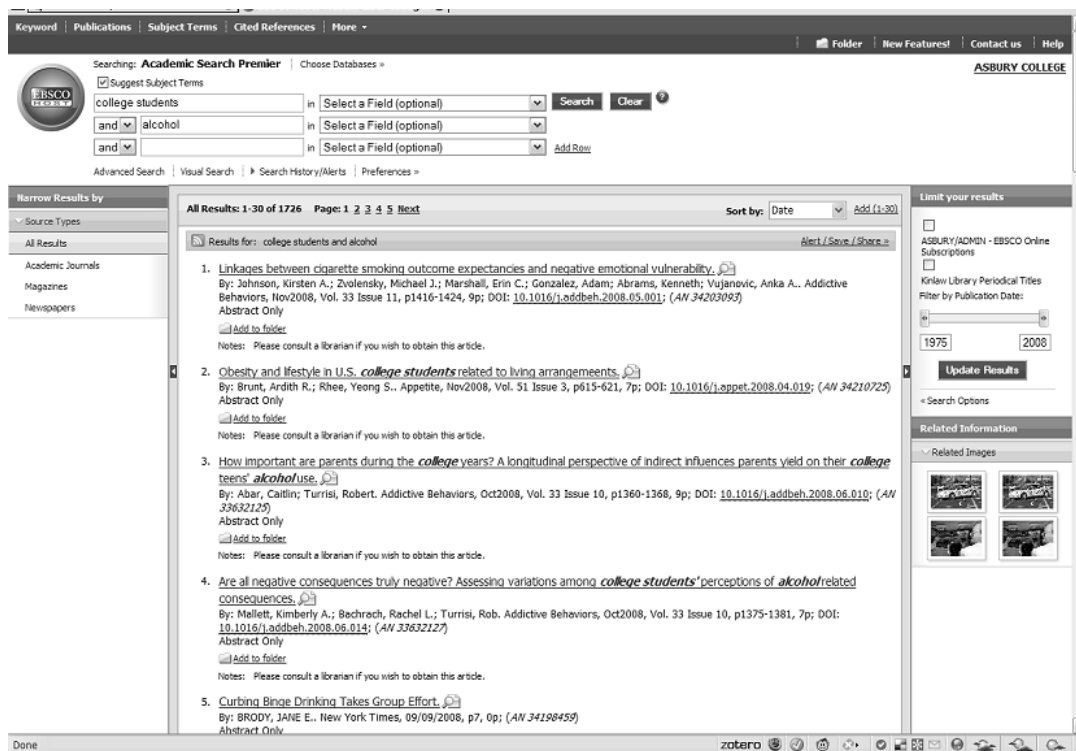 Keyword Publications Subject Terms Cited References More
Folder New Features! Contact us Help
Searching: Academic Search Premier Choose Databases »
ASBURY COLLEGE
Suggest Subject Terms
EBSCO
HOST
college students in Select a Field (optional) Search Clear ?
and alcohol in Select a Field (optional)
and in Select a Field (optional) Add Row
Advanced Search Visual Search Search History/Alerts Preferences »
Narrow Results by
Source Types
All Results
Academic Journals
Magazines
Newspapers
All Results: 1-30 of 1726 Page: 1 2 3 4 5 Next Sort by: Date Add (1-30)
Results for: college students and alcohol Alert / Save / Share »
1. Linkages between cigarette smoking outcome expectancies and negative emotional vulnerability.
By: Johnson, Kirsten A.; Zvolensky, Michael J.; Marshall, Erin C.; Gonzalez, Adam; Abrams, Kenneth; Vujanovic, Anka A.. Addictive
Behaviors, Nov2008, Vol. 33 Issue 11, p1416-1424, 9p; DOI: 10.1016/j.addbeh.2008.05.001; (AN 34203093)
Abstract Only
Add to folder
Notes: Please consult a librarian if you wish to obtain this article.
2. Obesity and lifestyle in U.S. college students related to living arrangemeents.
By: Brunt, Ardith R.; Rhee, Yeong S.. Appetite, Nov2008, Vol. 51 Issue 3, p615-621, 7p; DOI: 10.1016/j.appet.2008.04.019; (AN 34210725)
Abstract Only
Add to folder
Notes: Please consult a librarian if you wish to obtain this article.
3. How important are parents during the college years? A longitudinal perspective of indirect influences parents yield on their college
teens' alcohol use.
By: Abar, Caitlin; Turrisi, Robert. Addictive Behaviors, Oct2008, Vol. 33 Issue 10, p1360-1368, 9p; DOI: 10.1016/j.addbeh.2008.06.010; (AN
33632125)
Abstract Only
Add to folder
Notes: Please consult a librarian if you wish to obtain this article.
4. Are all negative consequences truly negative? Assessing variations among college students' perceptions of alcohol related
consequences.
By: Mallett, Kimberly A.; Bachrach, Rachel L.; Turrisi, Rob. Addictive Behaviors, Oct2008, Vol. 33 Issue 10, p1375-1381, 7p; DOI:
10.1016/j.addbeh.2008.06.014; (AN 33632127)
Abstract Only
Add to folder
Notes: Please consult a librarian if you wish to obtain this article.
5. Curbing Binge Drinking Takes Group Effort.
By: BRODY, JANE E.. New York Times, 09/09/2008, p7, 0p; (AN 34198459)
Abstract Only
Limit your results
ASBURY/ADMIN - EBSCO Online
Subscriptions
Kinlaw Library Periodical Titles
Filter by Publication Date:
1975 2008
Update Results
« Search Options
Related Information
Related Images
Done zotero